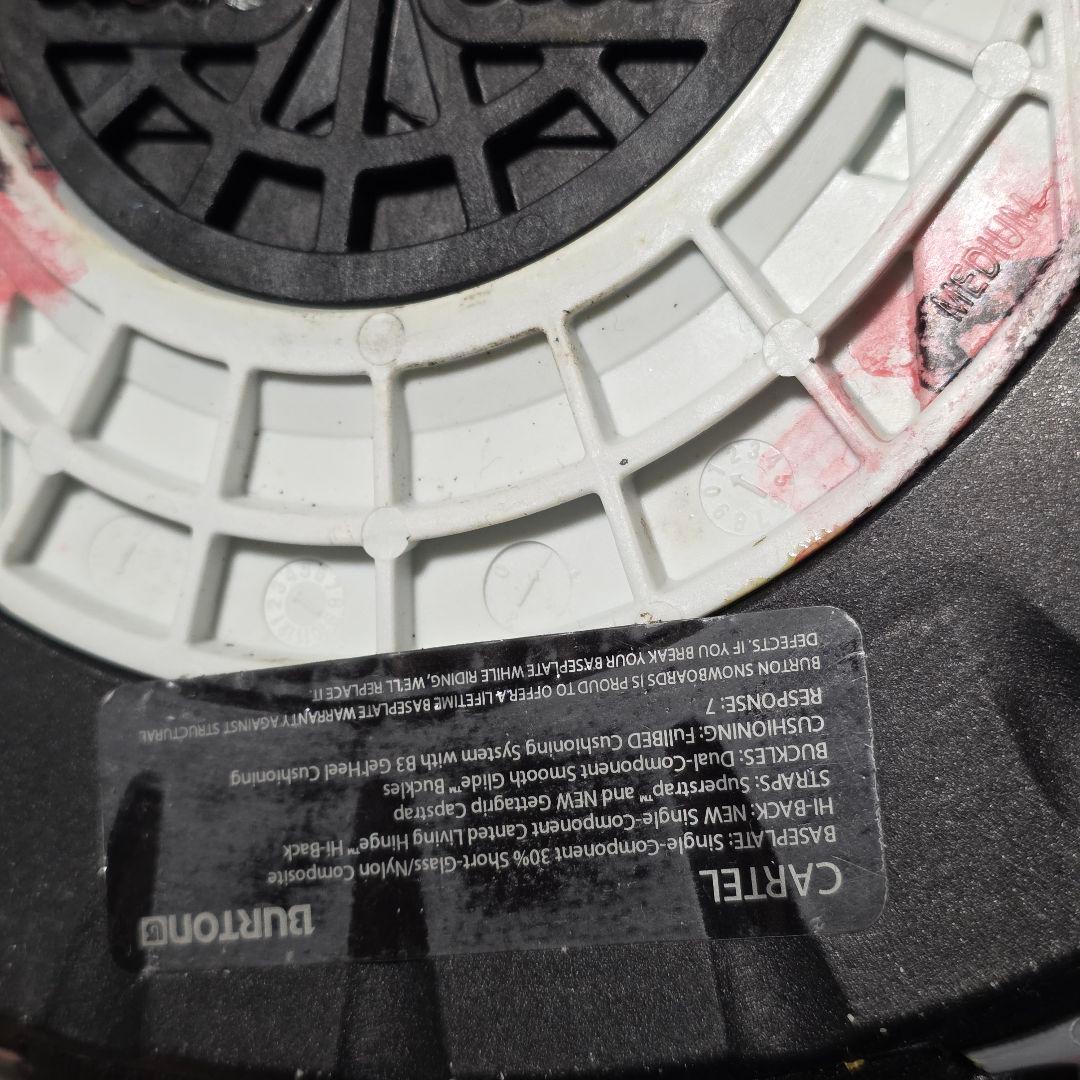 MEDIUM
BURTON
CARTEL
BASEPLATE: Single-Component 30% Short-Glass/Nylon Composite
HI-BACK: NEW Single-Component Canted Living Hinge™ Hi-Back
STRAPS: Superstrap™ and NEW Gettagrip Capstrap
BUCKLES: Dual-Component Smooth Glide™ Buckles
CUSHIONING: FullBED Cushioning System with B3 Gel Heel Cushioning
RESPONSE: 7
BURTON SNOWBOARDS IS PROUD TO OFFER A LIFETIME BASEPLATE WARRANTY AGAINST STRUCTURAL
DEFECTS. IF YOU BREAK YOUR BASEPLATE WHILE RIDING, WE'LL REPLACE IT.